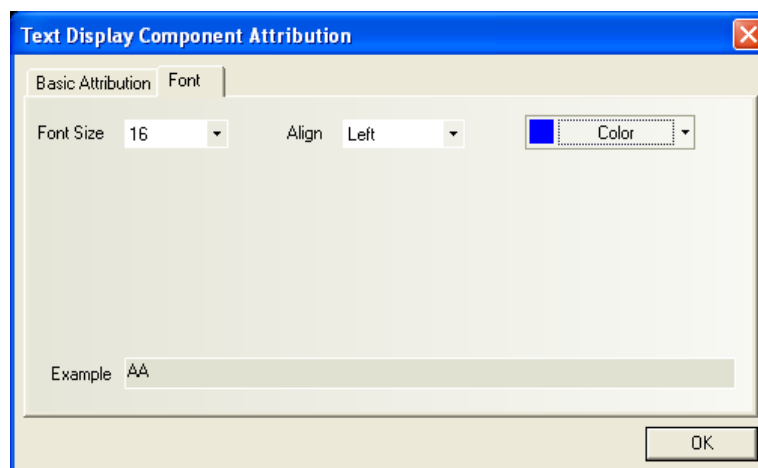 Text Display Component Attribution
Basic Attribution Font
Font Size 16 Align Left Color
Example AA
OK